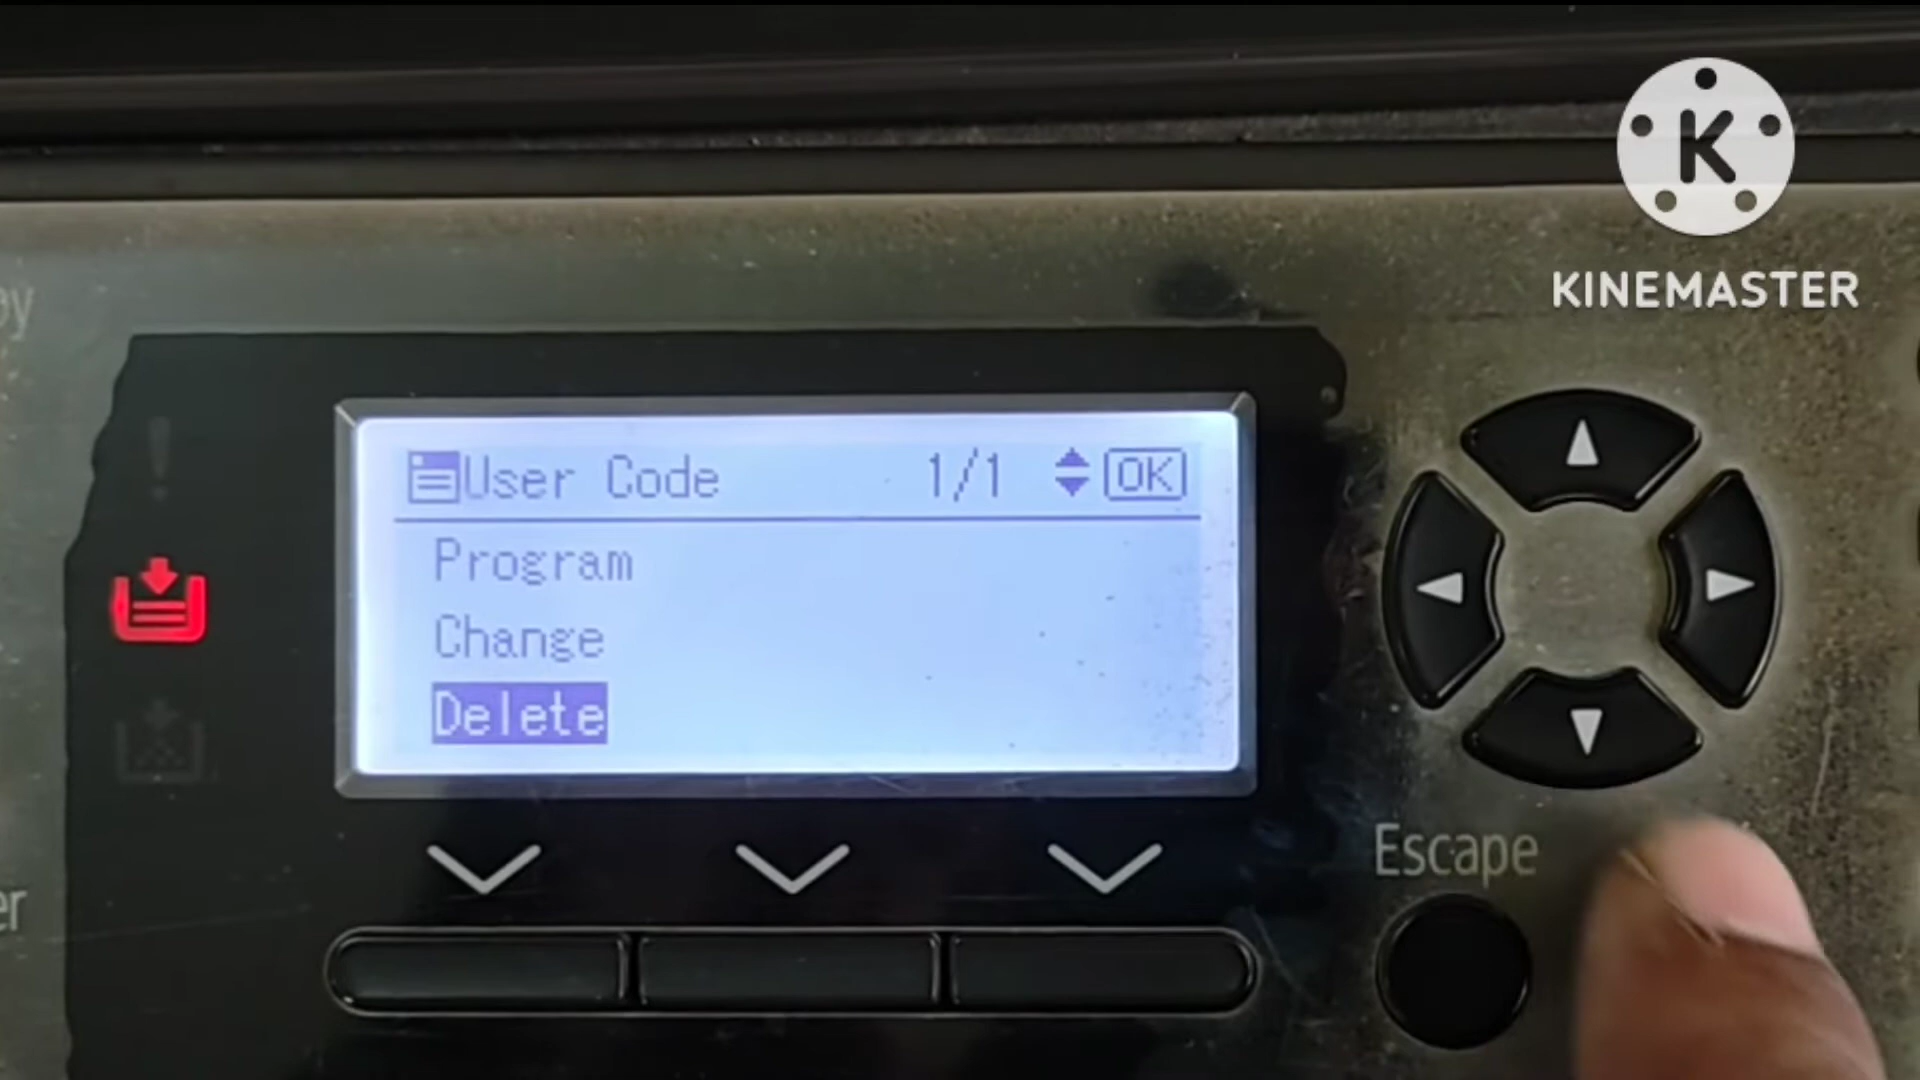 K
KINEMASTER
User Code 1/1 OK
Program
Change
Delete
Escape